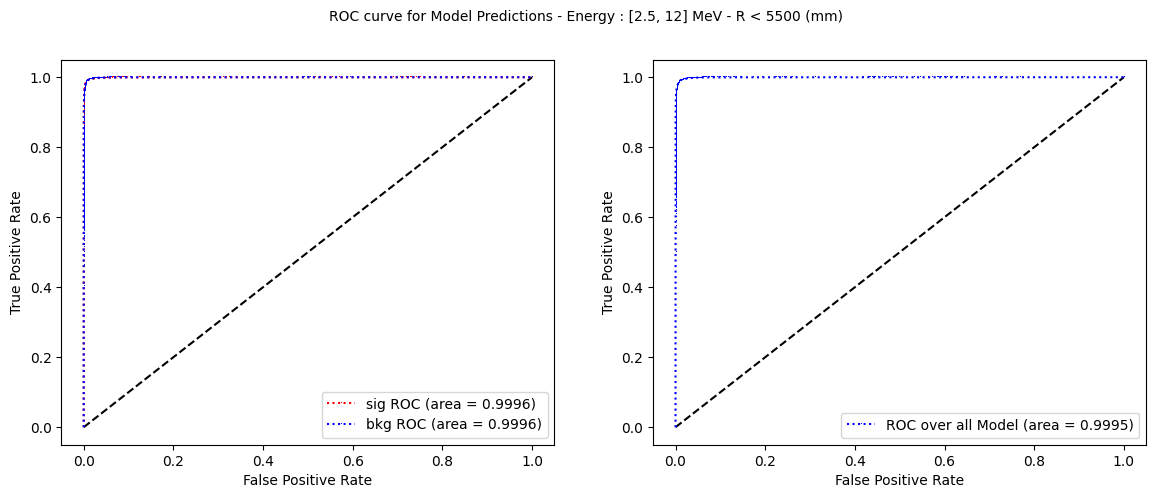 ROC curve for Model Predictions - Energy : [2.5, 12] MeV - R < 5500 (mm)
1.0
0.8
0.6
0.4
0.2
0.0
True Positive Rate
sig ROC (area = 0.9996)
bkg ROC (area = 0.9996)
0.0 0.2 0.4 0.6 0.8 1.0
False Positive Rate
1.0
0.8
0.6
0.4
0.2
0.0
True Positive Rate
ROC over all Model (area = 0.9995)
0.0 0.2 0.4 0.6 0.8 1.0
False Positive Rate